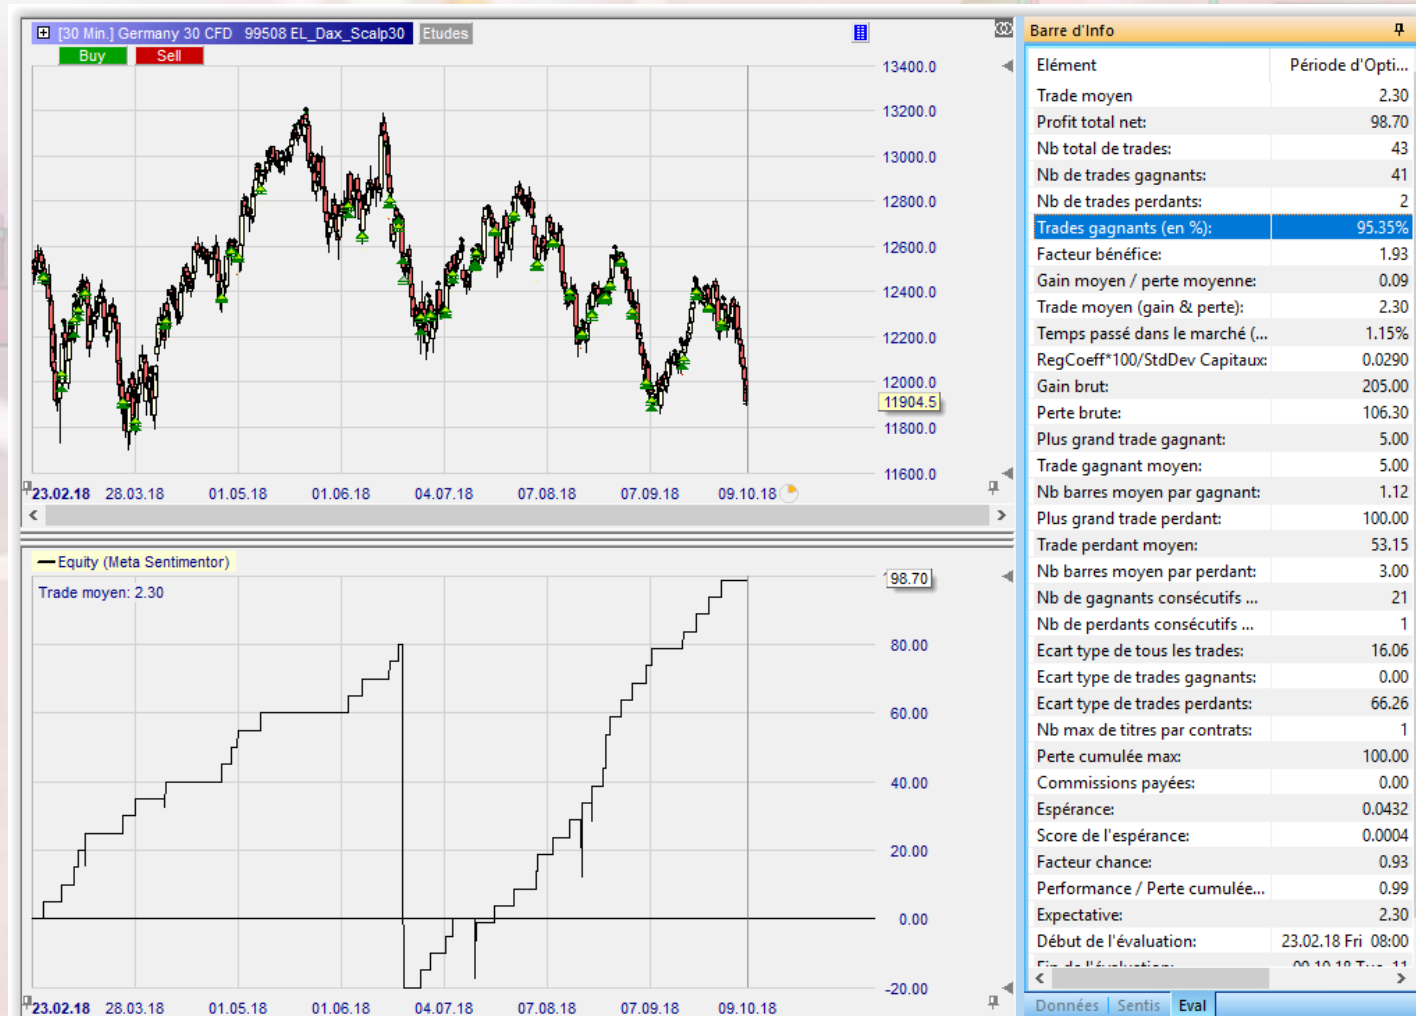 [30 Min.] Germany 30 CFD 99508 EL_Dax_Scalp30 Etudes
Buy Sell
13400.0
13200.0
13000.0
12800.0
12600.0
12400.0
12200.0
12000.0
11904.5
11800.0
11600.0
23.02.18 28.03.18 01.05.18 01.06.18 04.07.18 07.08.18 07.09.18 09.10.18
Equity (Meta Sentimentor)
Trade moyen: 2.30
98.70
80.00
60.00
40.00
20.00
0.00
-20.00
23.02.18 28.03.18 01.05.18 01.06.18 04.07.18 07.08.18 07.09.18 09.10.18
Barre d'Info
Elément Période d'Opti...
Trade moyen 2.30
Profit total net: 98.70
Nb total de trades: 43
Nb de trades gagnants: 41
Nb de trades perdants: 2
Trades gagnants (en %): 95.35%
Facteur bénéfice: 1.93
Gain moyen / perte moyenne: 0.09
Trade moyen (gain & perte): 2.30
Temps passé dans le marché (... 1.15%
RegCoeff*100/StdDev Capitaux: 0.0290
Gain brut: 205.00
Perte brute: 106.30
Plus grand trade gagnant: 5.00
Trade gagnant moyen: 5.00
Nb barres moyen par gagnant: 1.12
Plus grand trade perdant: 100.00
Trade perdant moyen: 53.15
Nb barres moyen par perdant: 3.00
Nb de gagnants consécutifs ... 21
Nb de perdants consécutifs ... 1
Ecart type de tous les trades: 16.06
Ecart type de trades gagnants: 0.00
Ecart type de trades perdants: 66.26
Nb max de titres par contrats: 1
Perte cumulée max: 100.00
Commissions payées: 0.00
Espérance: 0.0432
Score de l'espérance: 0.0004
Facteur chance: 0.93
Performance / Perte cumulée... 0.99
Expectative: 2.30
Début de l'évaluation: 23.02.18 Fri 08:00
Fin de l'évaluation: 09.10.18 Tue 11
Données Sentis Eval